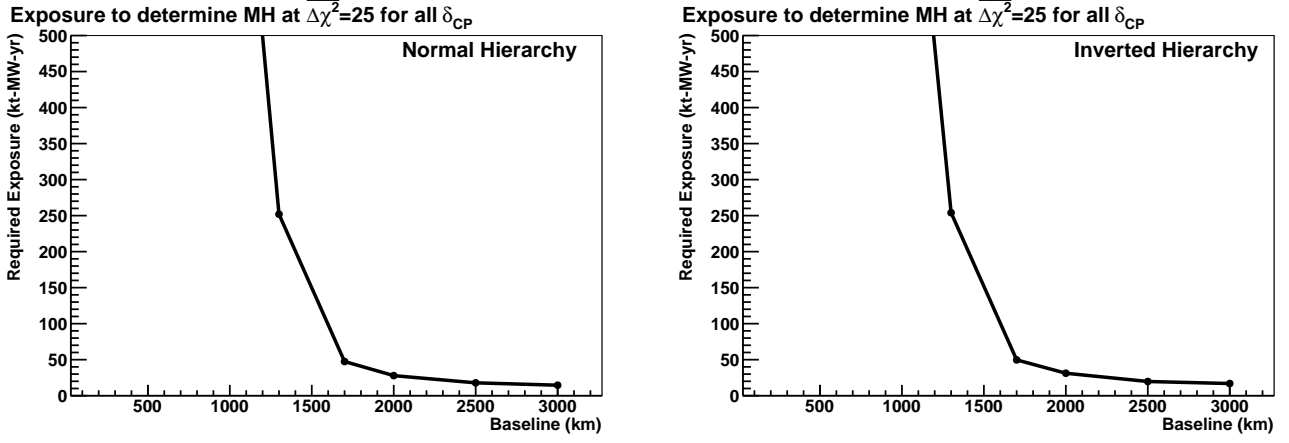 Exposure to determine MH at Δχ²=25 for all δCP
Normal Hierarchy
Required Exposure (kt-MW-yr)
500
450
400
350
300
250
200
150
100
50
0
500 1000 1500 2000 2500 3000
Baseline (km)
Exposure to determine MH at Δχ²=25 for all δCP
Inverted Hierarchy
Required Exposure (kt-MW-yr)
500
450
400
350
300
250
200
150
100
50
0
500 1000 1500 2000 2500 3000
Baseline (km)